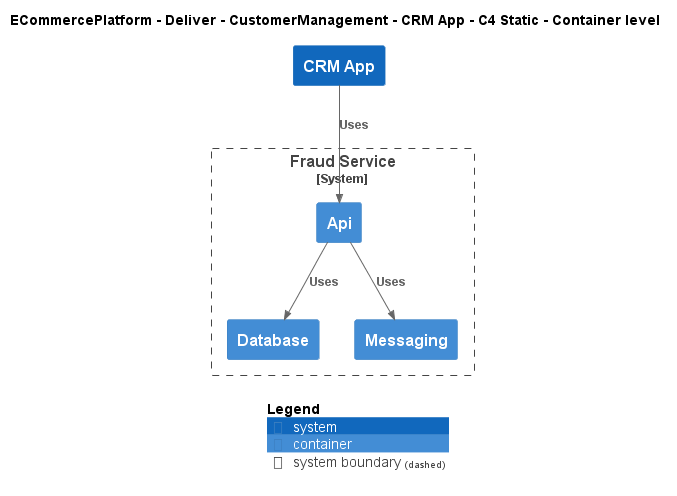 ECommercePlatform - Deliver - CustomerManagement - CRM App - C4 Static - Container level
CRM App
Uses
Fraud Service
[System]
Api
Uses
Uses
Database
Messaging
Legend
system
container
system boundary (dashed)